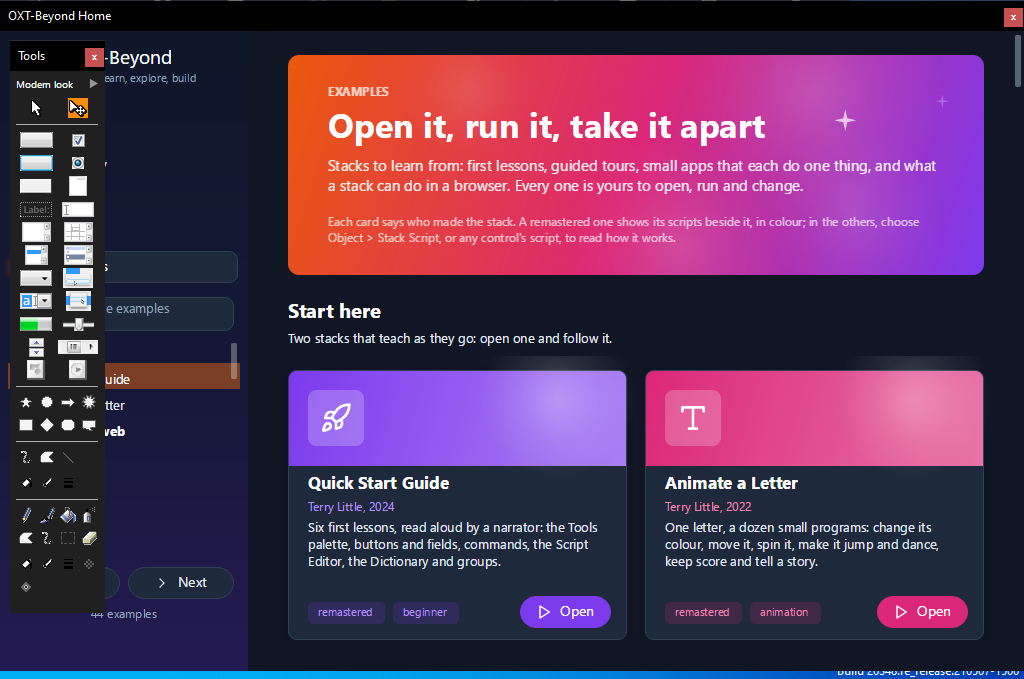 OXT-Beyond Home
Tools
-Beyond
earn, explore, build
Modern look
Label:
a
e examples
uide
tter
web
Next
44 examples
EXAMPLES
Open it, run it, take it apart
Stacks to learn from: first lessons, guided tours, small apps that each do one thing, and what
a stack can do in a browser. Every one is yours to open, run and change.
Each card says who made the stack. A remastered one shows its scripts beside it, in colour; in the others, choose
Object > Stack Script, or any control's script, to read how it works.
Start here
Two stacks that teach as they go: open one and follow it.
Quick Start Guide
Terry Little, 2024
Six first lessons, read aloud by a narrator: the Tools
palette, buttons and fields, commands, the Script
Editor, the Dictionary and groups.
remastered
beginner
Open
Animate a Letter
Terry Little, 2022
One letter, a dozen small programs: change its
colour, move it, spin it, make it jump and dance,
keep score and tell a story.
remastered
animation
Open